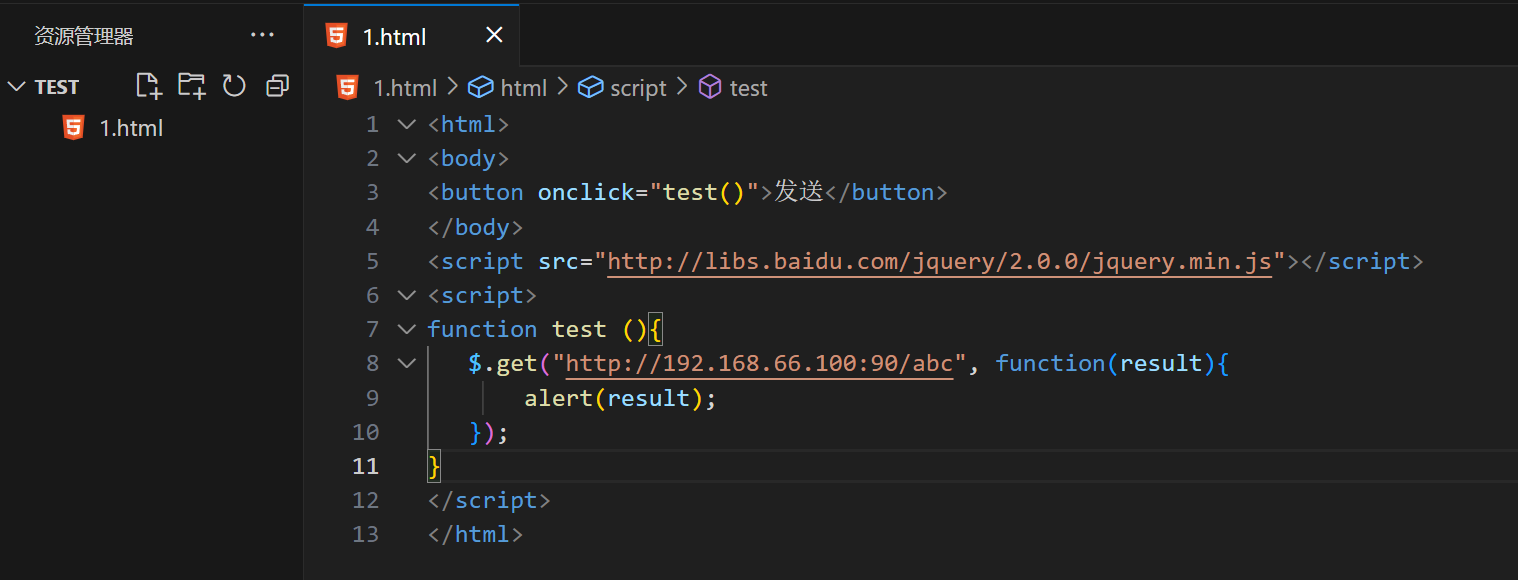 资源管理器 ···
1.html
TEST
1.html
1.html > html > script > test
1 <html>
2 <body>
3 <button onclick="test()">发送</button>
4 </body>
5 <script src="http://libs.baidu.com/jquery/2.0.0/jquery.min.js"></script>
6 <script>
7 function test (){
8    $.get("http://192.168.66.100:90/abc", function(result){
9        alert(result);
10    });
11 }
12 </script>
13 </html>